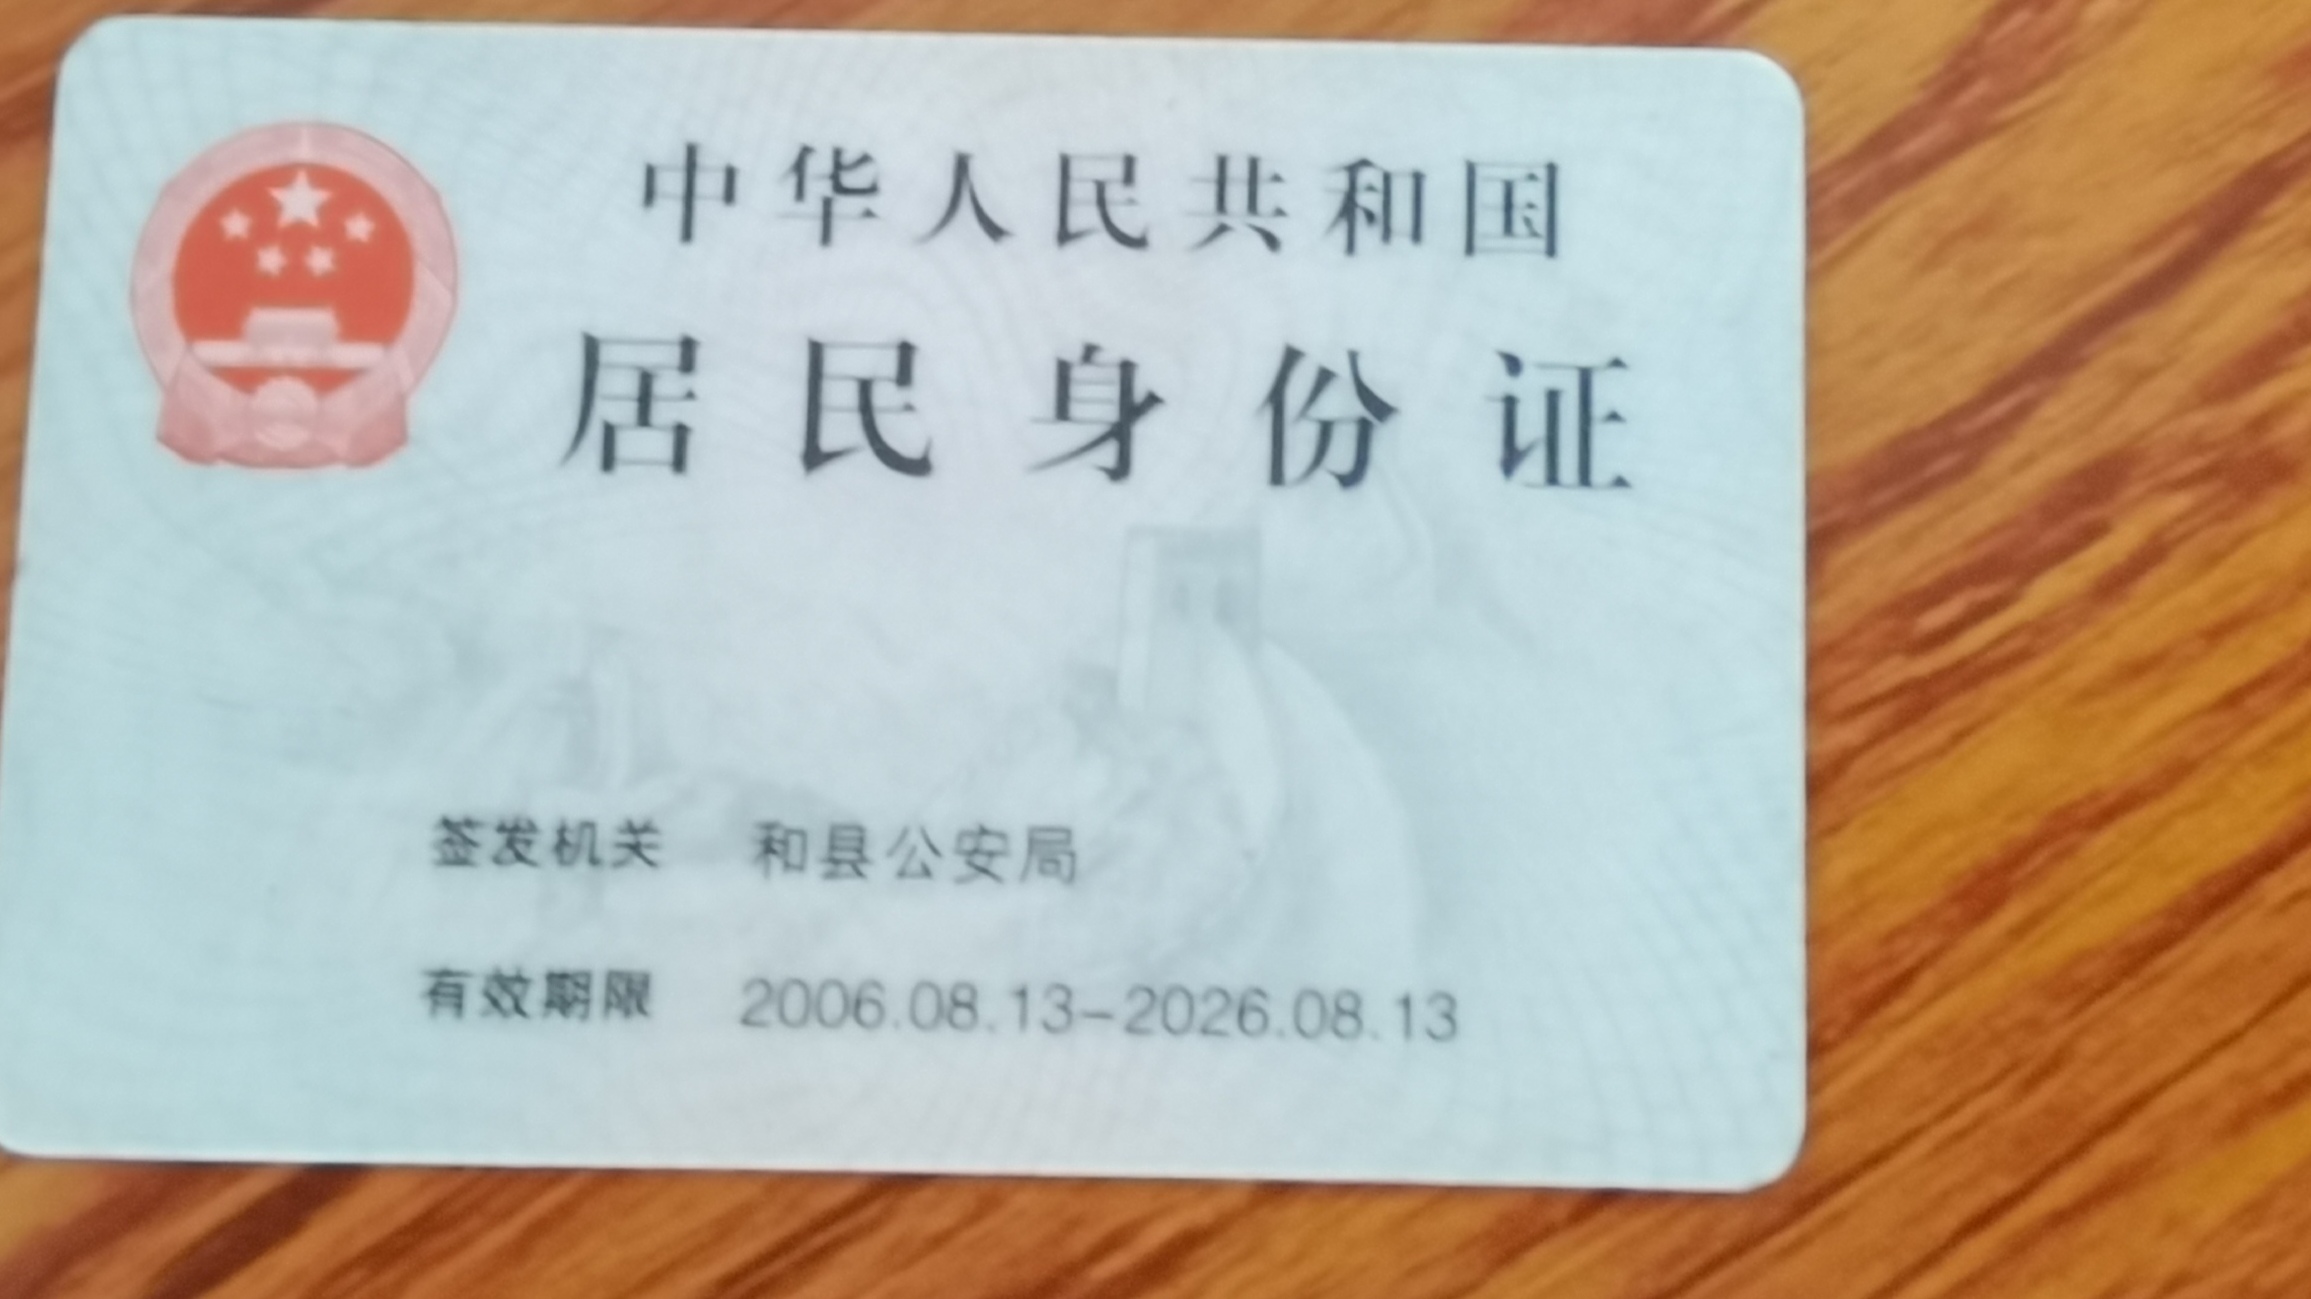 中华人民共和国
居民身份证
签发机关 和县公安局
有效期限 2006.08.13-2026.08.13